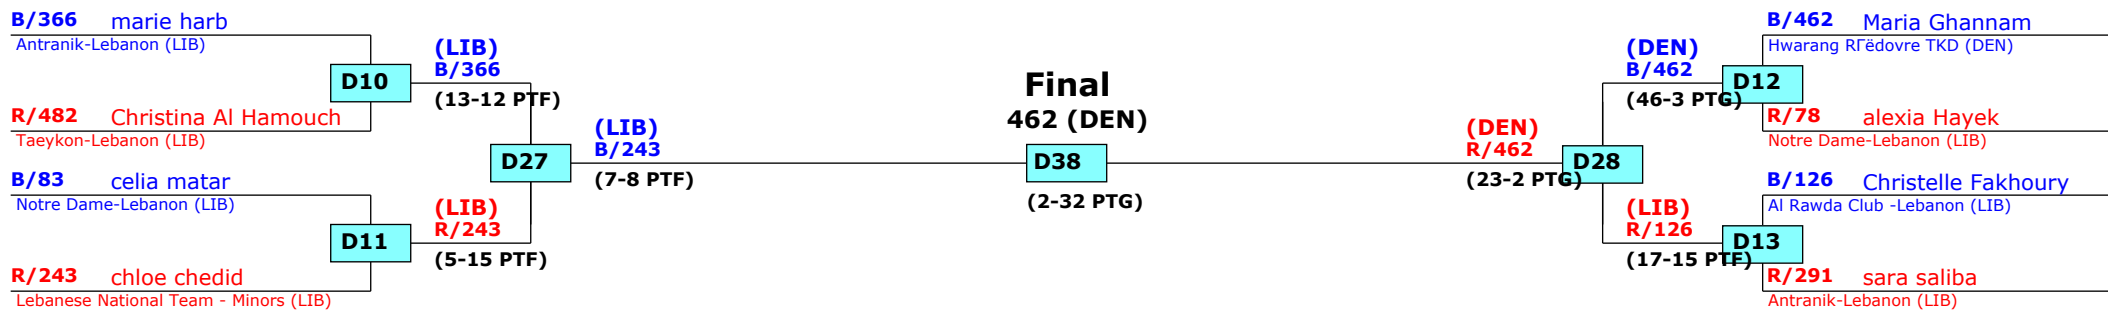 B/366 marie harb
Antranik-Lebanon (LIB)
D10
R/482 Christina Al Hamouch
Taeykon-Lebanon (LIB)
(LIB)
B/366
(13-12 PTF)
B/83 celia matar
Notre Dame-Lebanon (LIB)
D11
R/243 chloe chedid
Lebanese National Team - Minors (LIB)
(LIB)
R/243
(5-15 PTF)
D27
(LIB)
B/243
(7-8 PTF)
Final
462 (DEN)
D38
(2-32 PTG)
(DEN)
R/462
(23-2 PTG)
D28
(DEN)
B/462
(46-3 PTG)
D12
B/462 Maria Ghannam
Hwarang RГёdovre TKD (DEN)
R/78 alexia Hayek
Notre Dame-Lebanon (LIB)
(LIB)
R/126
(17-15 PTF)
D13
B/126 Christelle Fakhoury
Al Rawda Club -Lebanon (LIB)
R/291 sara saliba
Antranik-Lebanon (LIB)